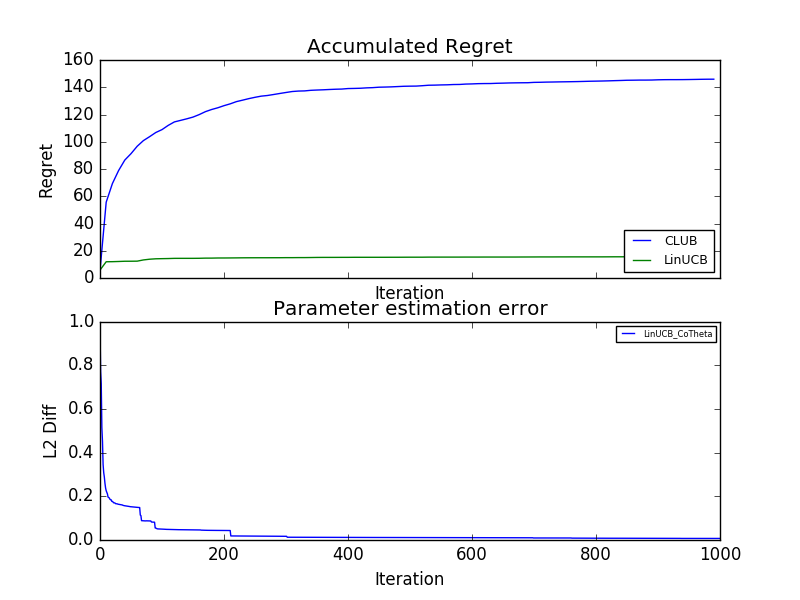 Accumulated Regret
160
140
120
100
80
60
40
20
0
Regret
CLUB
LinUCB
Iteration
Parameter estimation error
1.0
0.8
0.6
0.4
0.2
0.0
L2 Diff
LinUCB_CoTheta
0 200 400 600 800 1000
Iteration